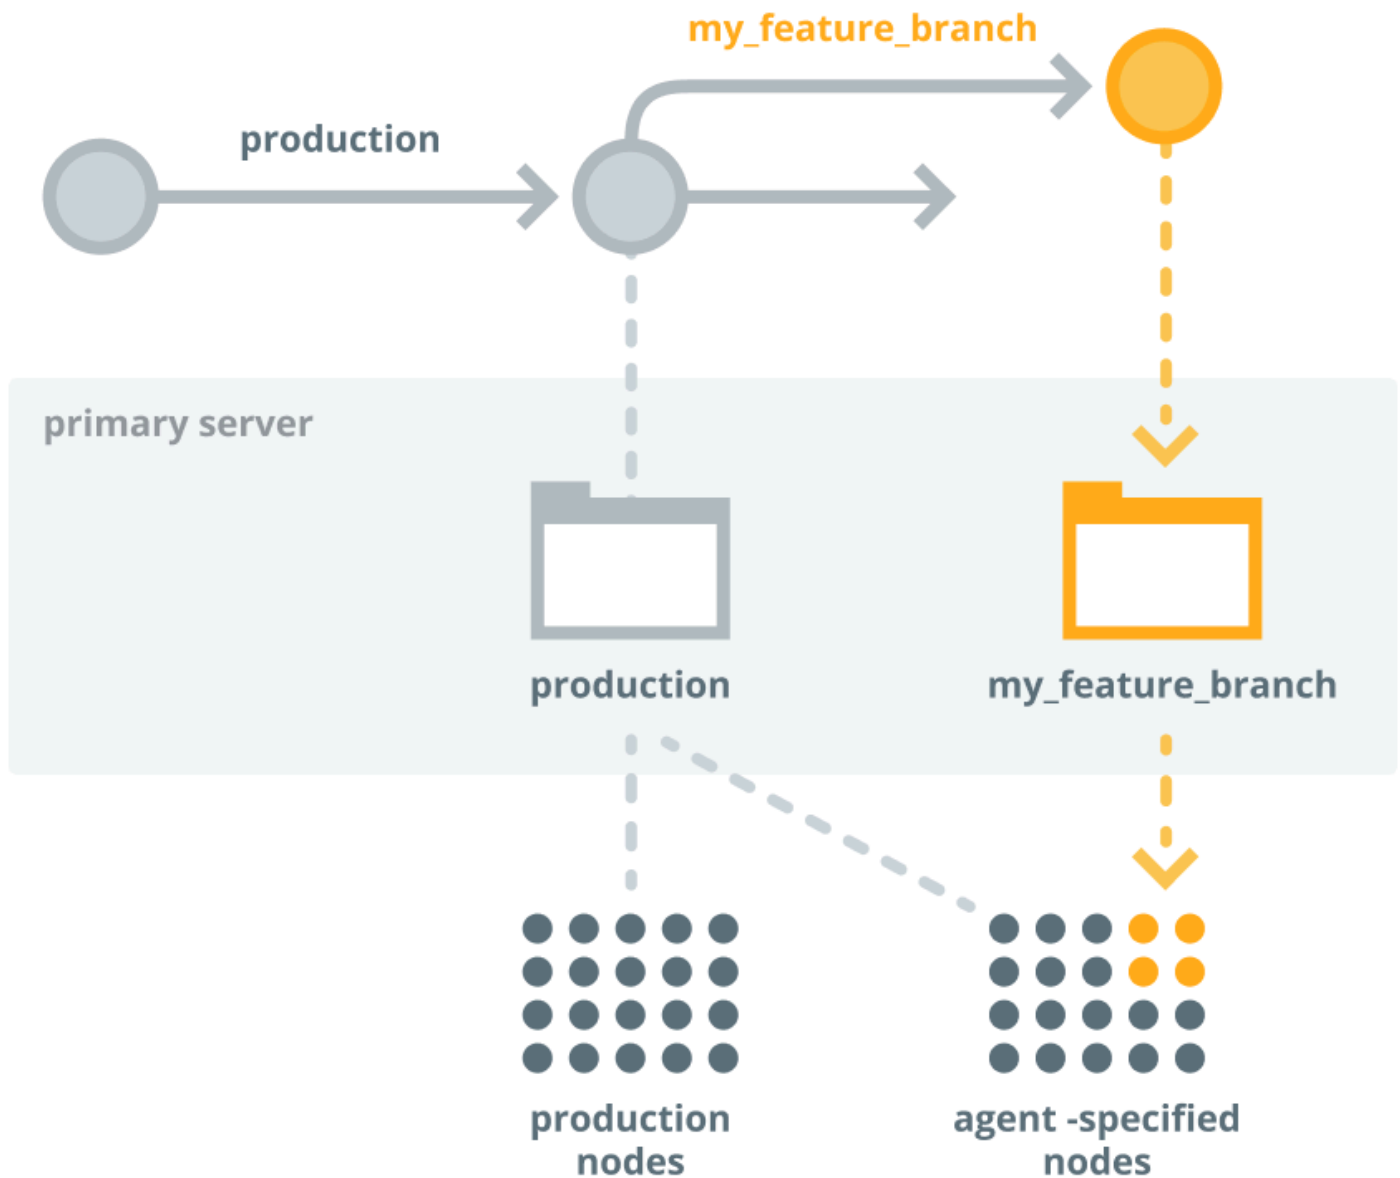 my_feature_branch
production
primary server
production
my_feature_branch
production
nodes
agent -specified
nodes